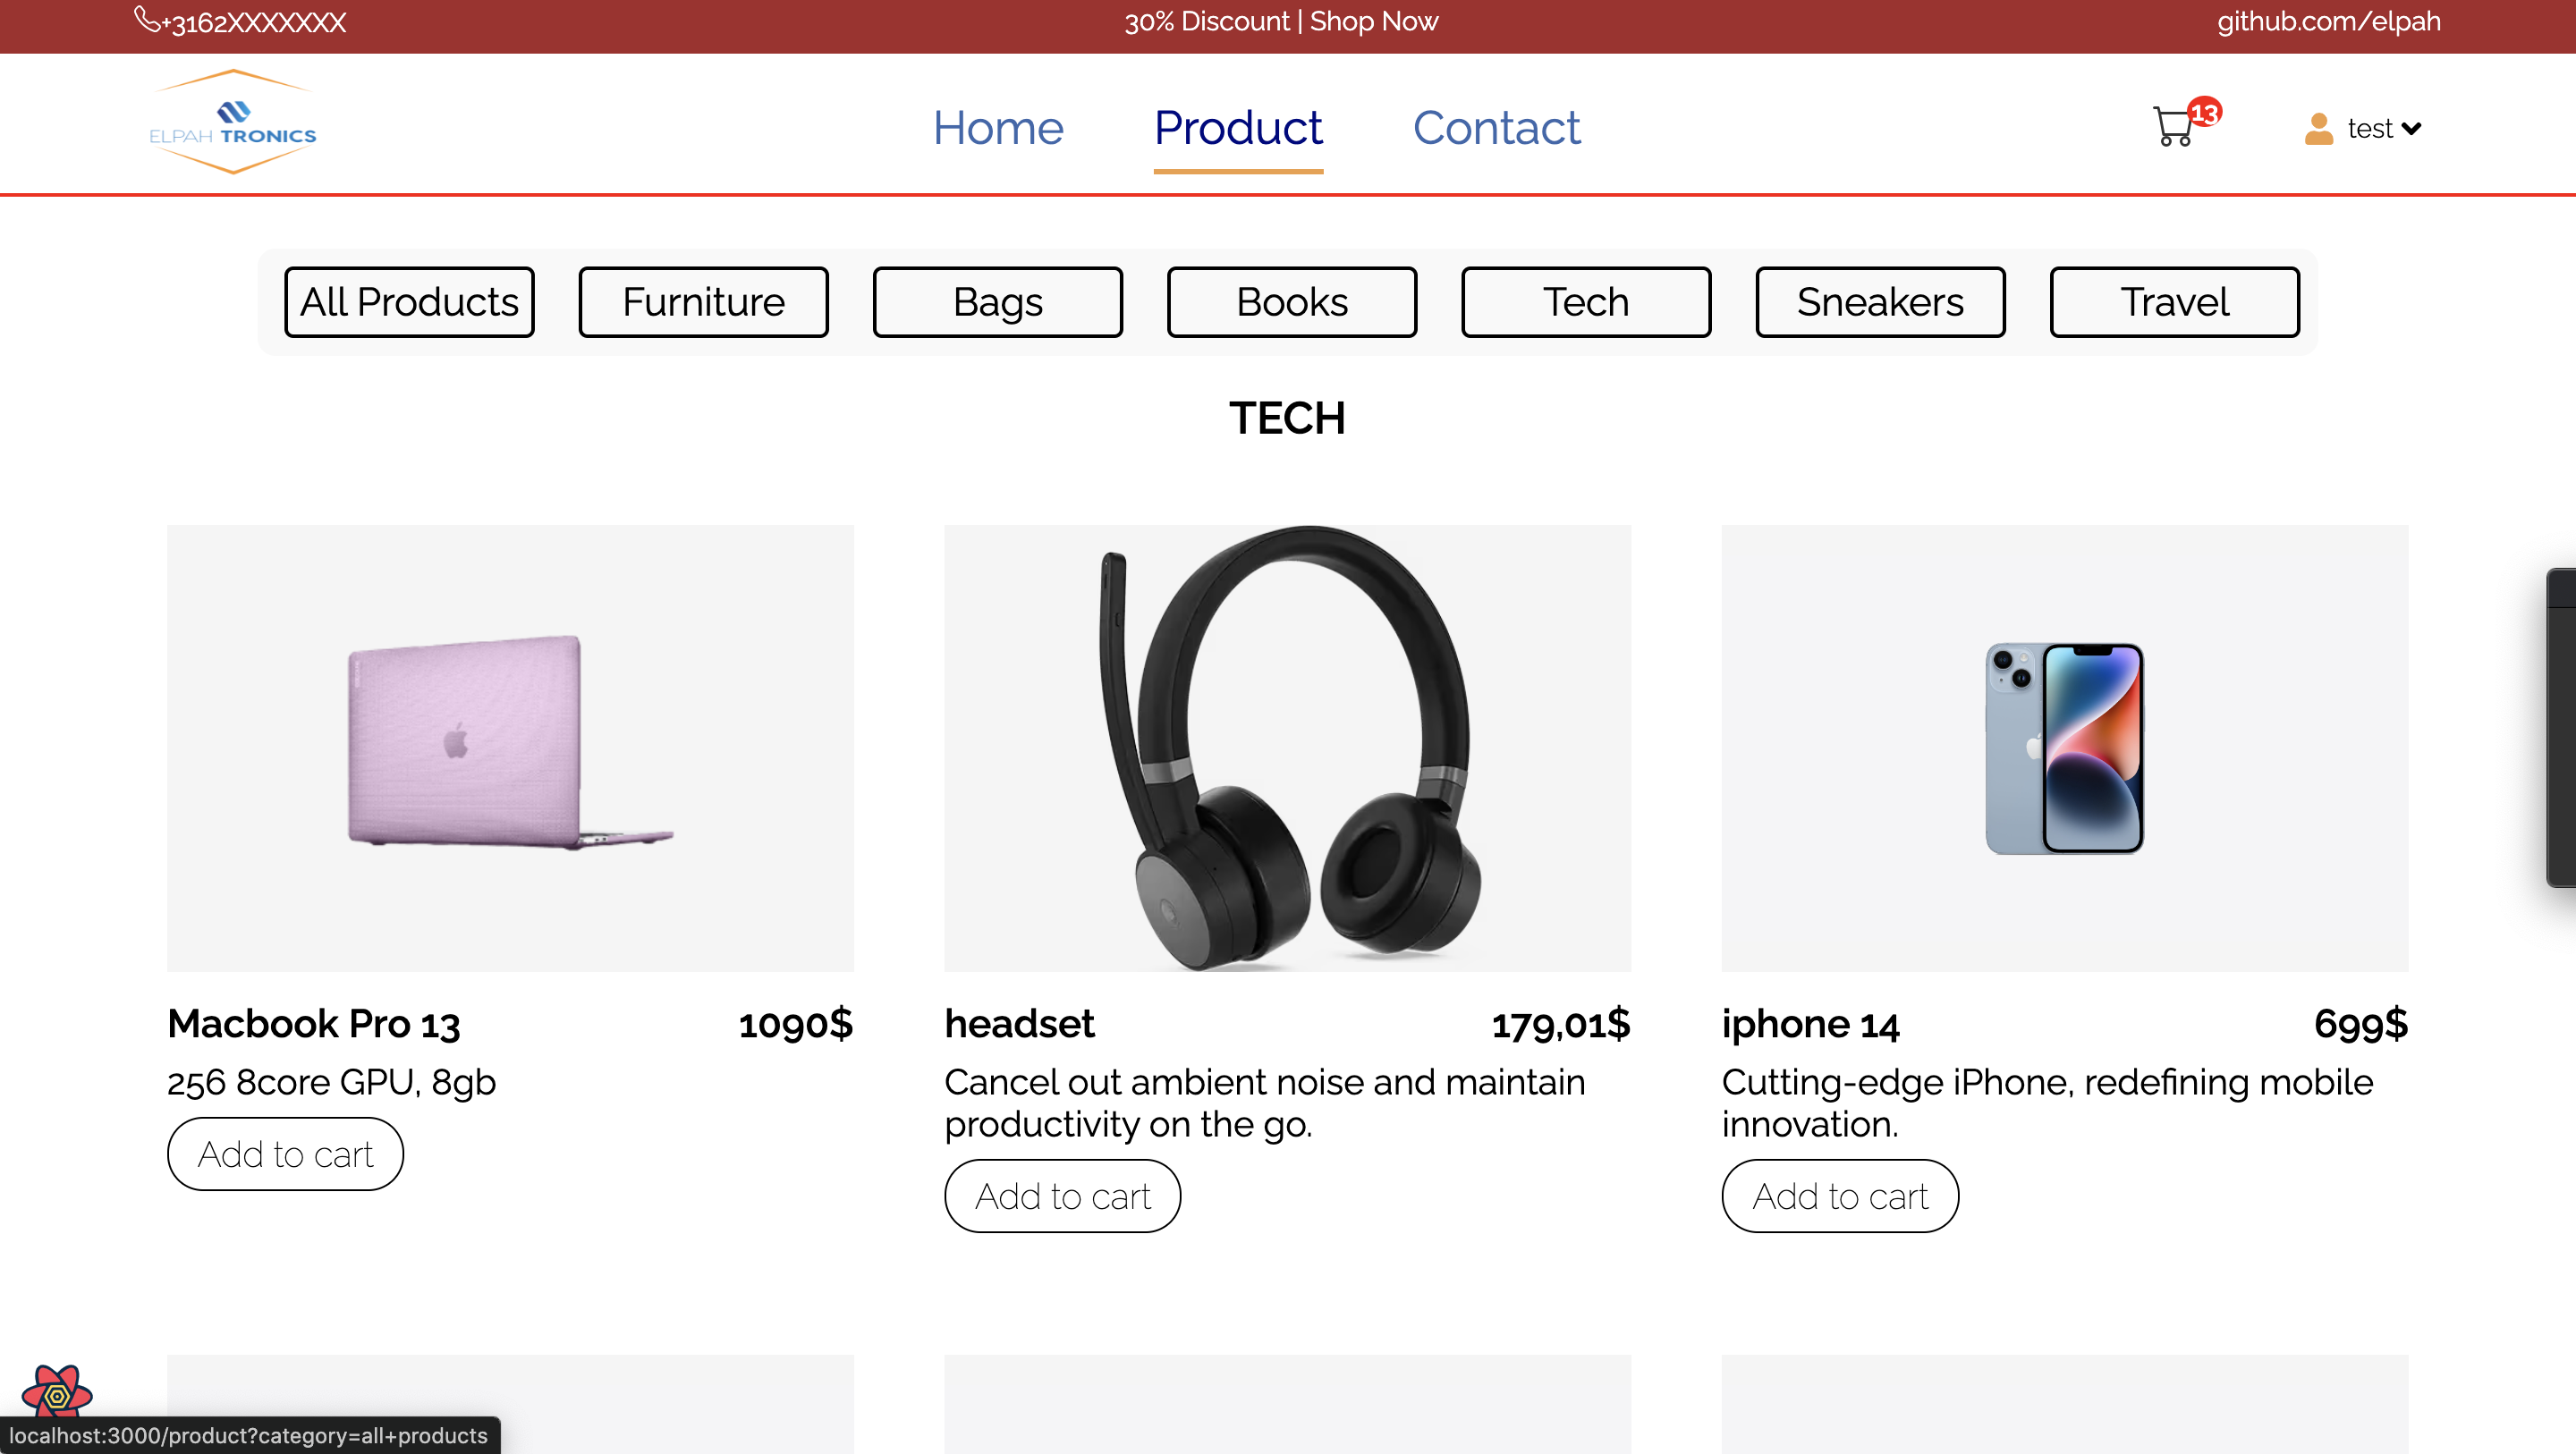 +3162XXXXXXX
30% Discount | Shop Now
github.com/elpah
ELPAH TRONICS
Home
Product
Contact
13
test
All Products
Furniture
Bags
Books
Tech
Sneakers
Travel
TECH
Macbook Pro 13
1090$
256 8core GPU, 8gb
Add to cart
headset
179,01$
Cancel out ambient noise and maintain
productivity on the go.
Add to cart
iphone 14
699$
Cutting-edge iPhone, redefining mobile
innovation.
Add to cart
localhost:3000/product?category=all+products